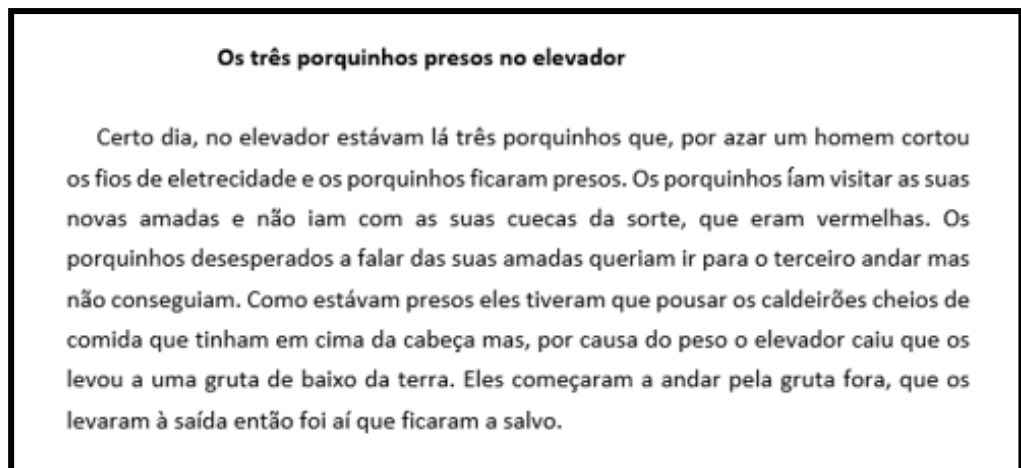 Os três porquinhos presos no elevador
Certo dia, no elevador estávam lá três porquinhos que, por azar um homem cortou
os fios de eletrecidade e os porquinhos ficaram presos. Os porquinhos íam visitar as suas
novas amadas e não iam com as suas cuecas da sorte, que eram vermelhas. Os
porquinhos desesperados a falar das suas amadas queriam ir para o terceiro andar mas
não conseguiam. Como estávam presos eles tiveram que pousar os caldeirões cheios de
comida que tinham em cima da cabeça mas, por causa do peso o elevador caiu que os
levou a uma gruta de baixo da terra. Eles começaram a andar pela gruta fora, que os
levaram à saída então foi aí que ficaram a salvo.